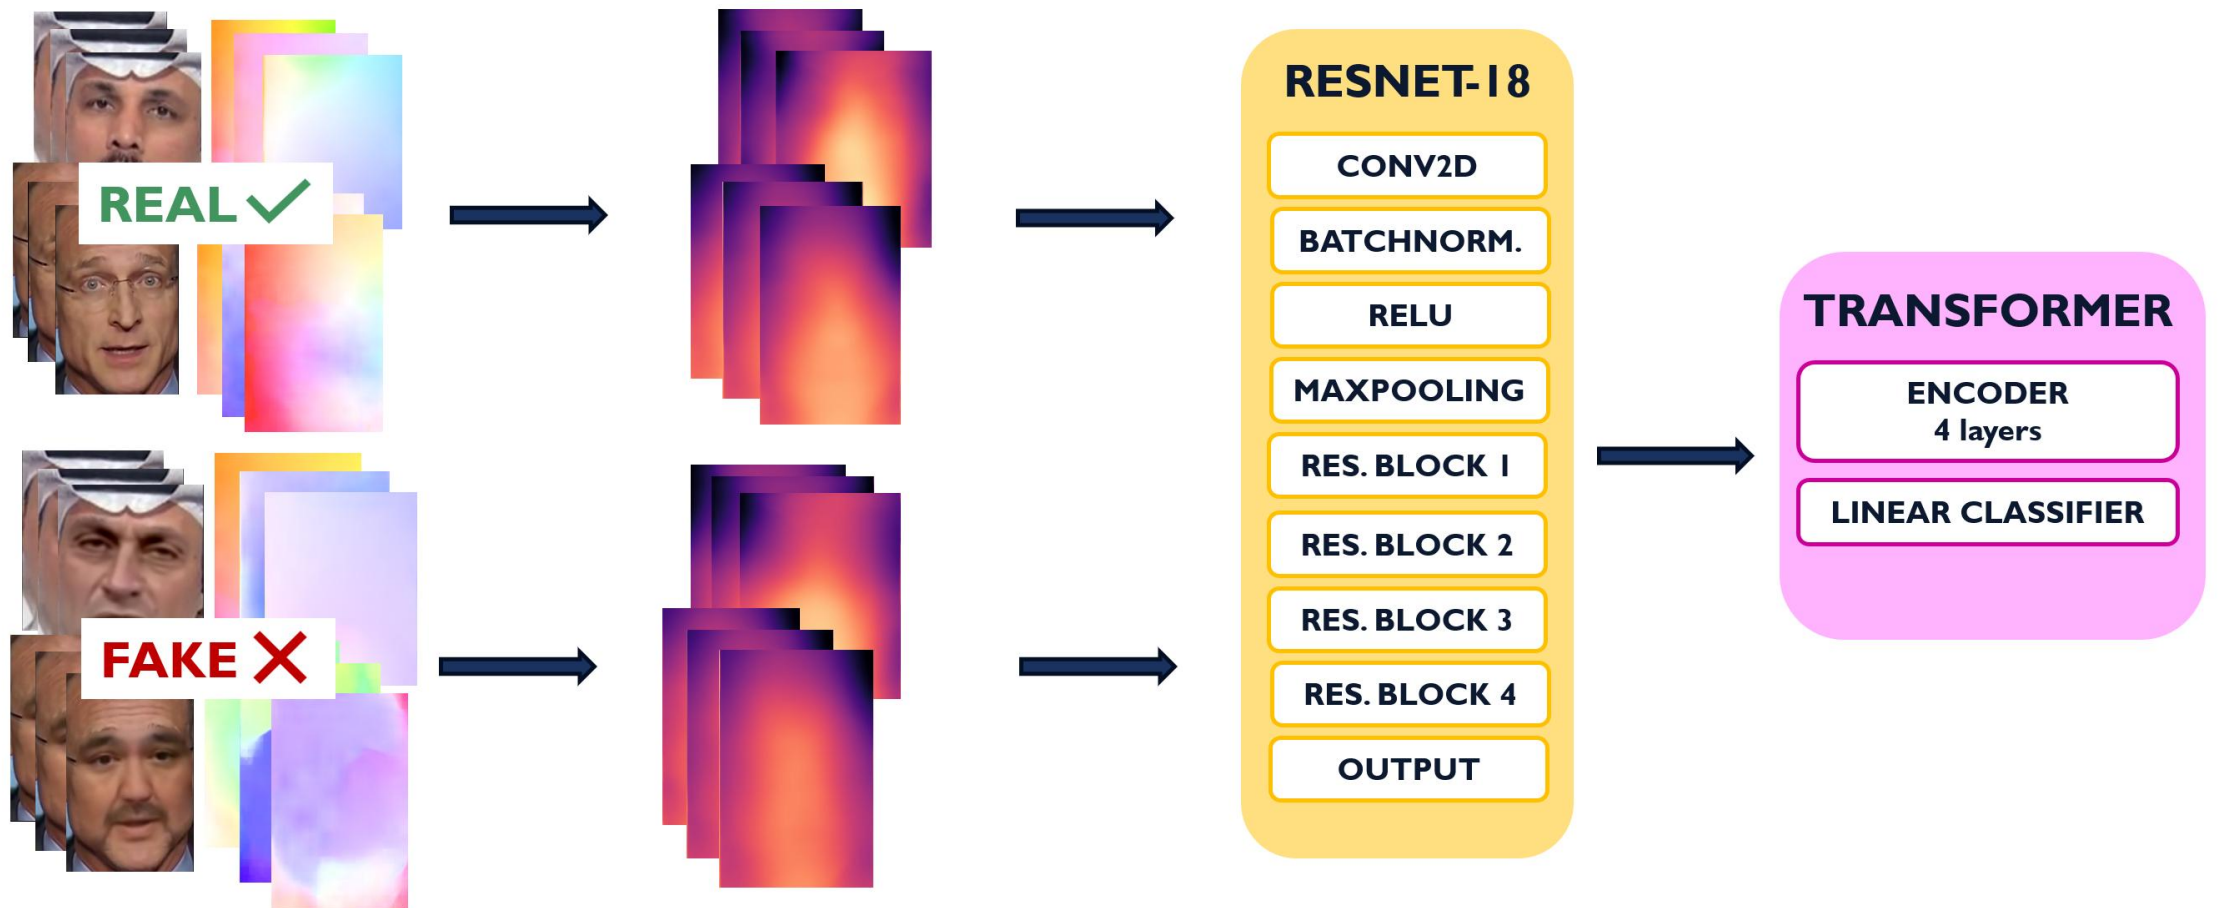 REAL
FAKE
RESNET-18
CONV2D
BATCHNORM.
RELU
MAXPOOLING
RES. BLOCK 1
RES. BLOCK 2
RES. BLOCK 3
RES. BLOCK 4
OUTPUT
TRANSFORMER
ENCODER
4 layers
LINEAR CLASSIFIER